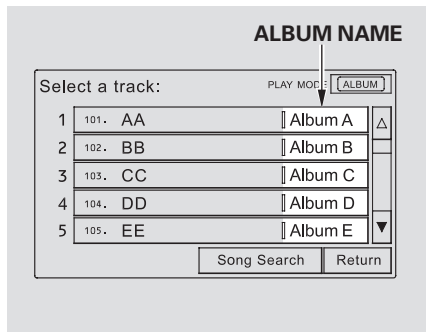 ALBUM NAME
Select a track: PLAY MODE ALBUM
1 101. AA Album A
2 102. BB Album B
3 103. CC Album C
4 104. DD Album D
5 105. EE Album E
Song Search Return